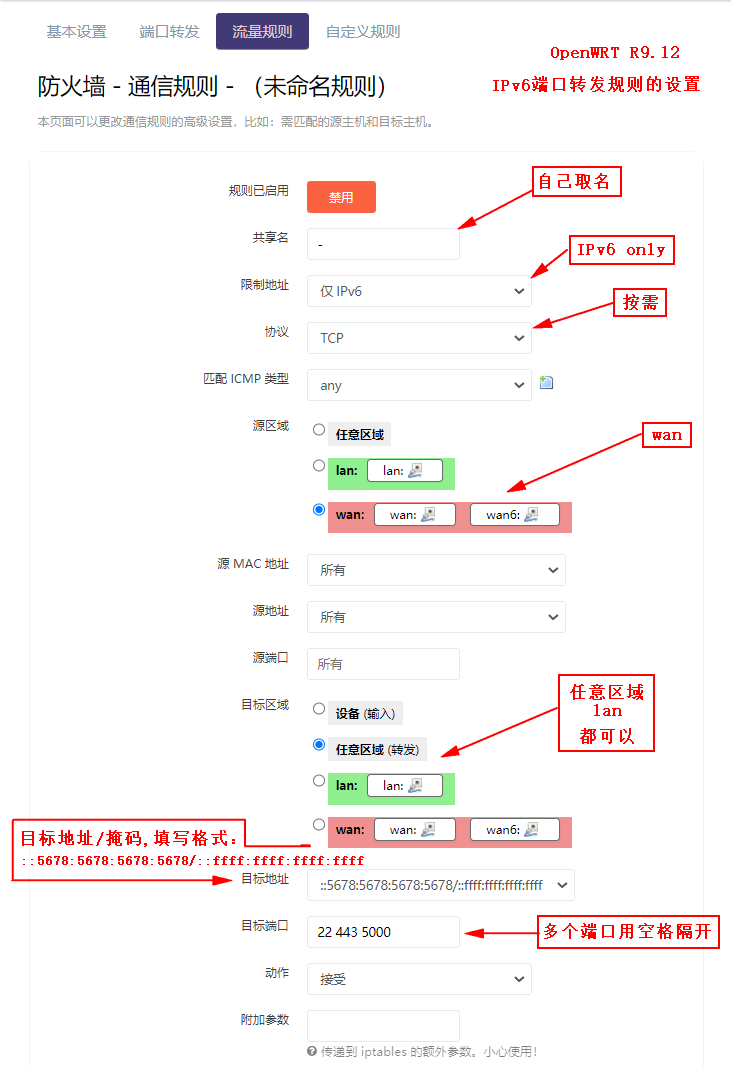 基本设置 端口转发 流量规则 自定义规则
OpenWRT R9.12
防火墙 - 通信规则 - （未命名规则）
IPv6端口转发规则的设置
本页面可以更改通信规则的高级设置，比如：需匹配的源主机和目标主机。
自己取名
规则已启用 禁用
共享名 -
IPv6 only
限制地址 仅 IPv6
按需
协议 TCP
匹配 ICMP 类型 any
源区域 任意区域
wan
lan: lan:
wan: wan: wan6:
源 MAC 地址 所有
源地址 所有
源端口 所有
任意区域
lan
都可以
目标区域 设备 (输入)
任意区域 (转发)
lan: lan:
wan: wan: wan6:
目标地址/掩码,填写格式：
::5678:5678:5678:5678/::ffff:ffff:ffff:ffff
目标地址 ::5678:5678:5678:5678/::ffff:ffff:ffff:ffff
目标端口 22 443 5000
多个端口用空格隔开
动作 接受
附加参数
传递到 iptables 的额外参数。小心使用！